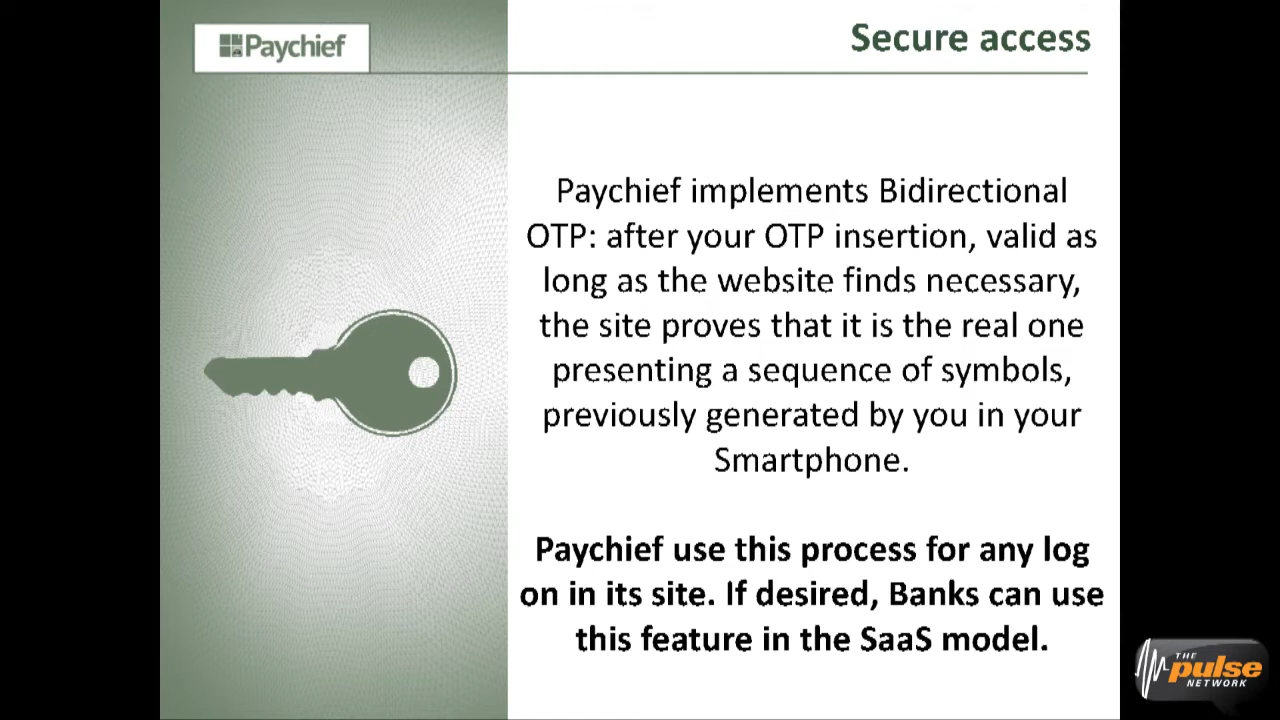 Paychief
Secure access
Paychief implements Bidirectional
OTP: after your OTP insertion, valid as
long as the website finds necessary,
the site proves that it is the real one
presenting a sequence of symbols,
previously generated by you in your
Smartphone.
Paychief use this process for any log
on in its site. If desired, Banks can use
this feature in the SaaS model.
THE
pulse
NETWORK